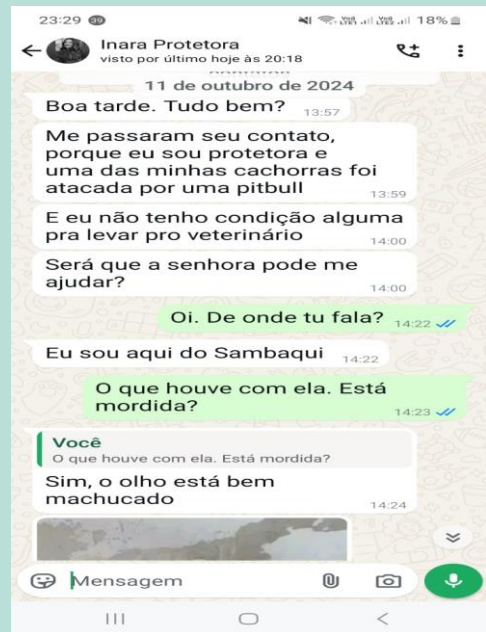 23:29 39 18%
Inara Protetora
visto por último hoje às 20:18
11 de outubro de 2024
Boa tarde. Tudo bem? 13:57
Me passaram seu contato,
porque eu sou protetora e
uma das minhas cachorras foi
atacada por uma pitbull 13:59
E eu não tenho condição alguma
pra levar pro veterinário 14:00
Será que a senhora pode me
ajudar? 14:00
Oi. De onde tu fala? 14:22
Eu sou aqui do Sambaqui 14:22
O que houve com ela. Está
mordida? 14:23
Você
O que houve com ela. Está mordida?
Sim, o olho está bem
machucado 14:24
Mensagem